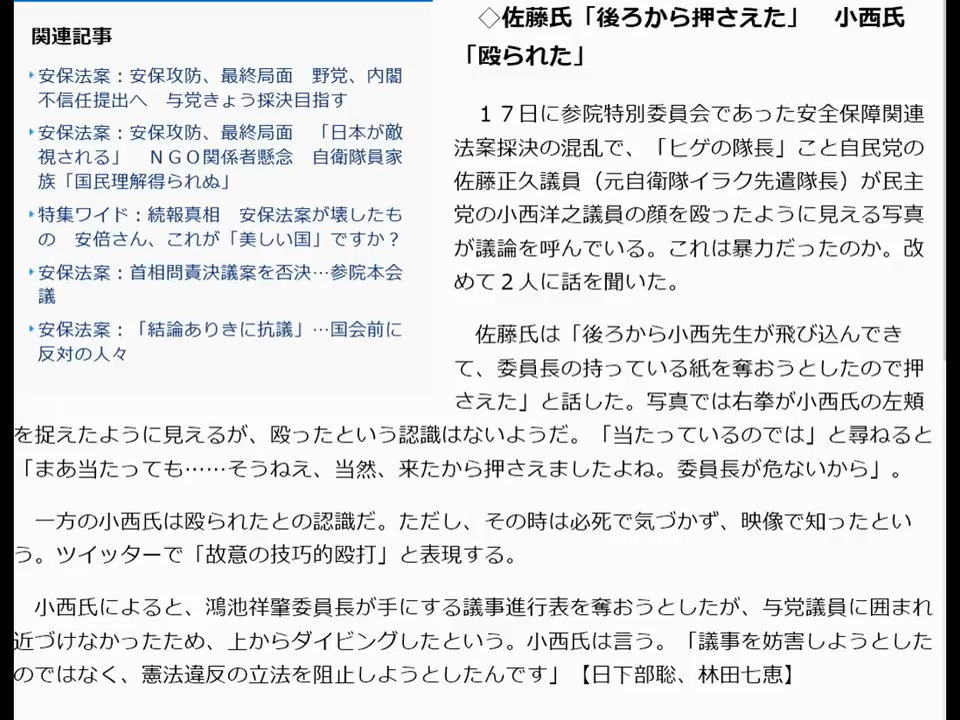 関連記事
安保法案：安保攻防、最終局面　野党、内閣
不信任提出へ　与党きょう採決目指す
安保法案：安保攻防、最終局面　「日本が敵
視される」　ＮＧＯ関係者懸念　自衛隊員家
族「国民理解得られぬ」
特集ワイド：続報真相　安保法案が壊したも
の　安倍さん、これが「美しい国」ですか？
安保法案：首相問責決議案を否決…参院本会
議
安保法案：「結論ありきに抗議」…国会前に
反対の人々
◇佐藤氏「後ろから押さえた」　小西氏
「殴られた」
１７日に参院特別委員会であった安全保障関連
法案採決の混乱で、「ヒゲの隊長」こと自民党の
佐藤正久議員（元自衛隊イラク先遣隊長）が民主
党の小西洋之議員の顔を殴ったように見える写真
が議論を呼んでいる。これは暴力だったのか。改
めて２人に話を聞いた。
佐藤氏は「後ろから小西先生が飛び込んでき
て、委員長の持っている紙を奪おうとしたので押
さえた」と話した。写真では右拳が小西氏の左頬
を捉えたように見えるが、殴ったという認識はないようだ。「当たっているのでは」と尋ねると
「まあ当たっても……そうねえ、当然、来たから押さえましたよね。委員長が危ないから」。
一方の小西氏は殴られたとの認識だ。ただし、その時は必死で気づかず、映像で知ったとい
う。ツイッターで「故意の技巧的殴打」と表現する。
小西氏によると、鴻池祥肇委員長が手にする議事進行表を奪おうとしたが、与党議員に囲まれ
近づけなかったため、上からダイビングしたという。小西氏は言う。「議事を妨害しようとした
のではなく、憲法違反の立法を阻止しようとしたんです」【日下部聡、林田七恵】